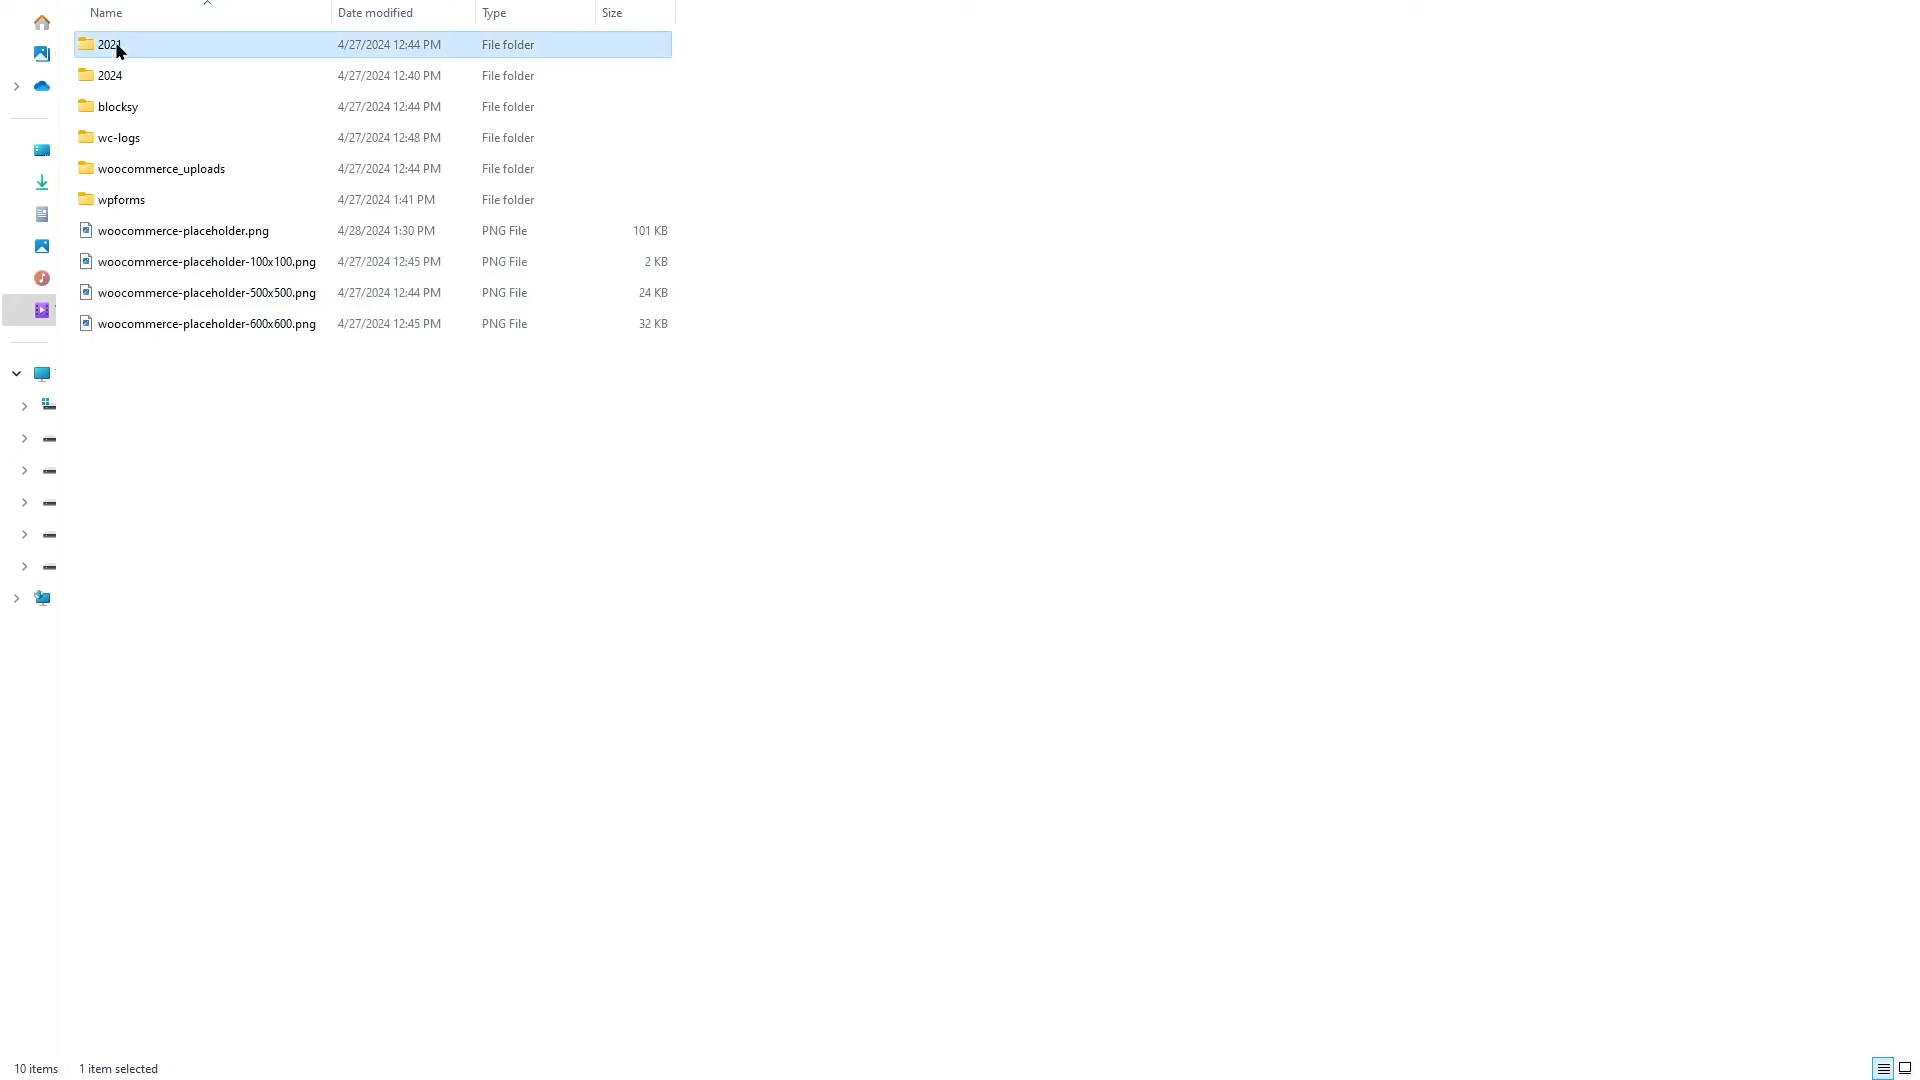 Name Date modified Type Size
2021 4/27/2024 12:44 PM File folder
2024 4/27/2024 12:40 PM File folder
blocksy 4/27/2024 12:44 PM File folder
wc-logs 4/27/2024 12:48 PM File folder
woocommerce_uploads 4/27/2024 12:44 PM File folder
wpforms 4/27/2024 1:41 PM File folder
woocommerce-placeholder.png 4/28/2024 1:30 PM PNG File 101 KB
woocommerce-placeholder-100x100.png 4/27/2024 12:45 PM PNG File 2 KB
woocommerce-placeholder-500x500.png 4/27/2024 12:44 PM PNG File 24 KB
woocommerce-placeholder-600x600.png 4/27/2024 12:45 PM PNG File 32 KB
10 items 1 item selected